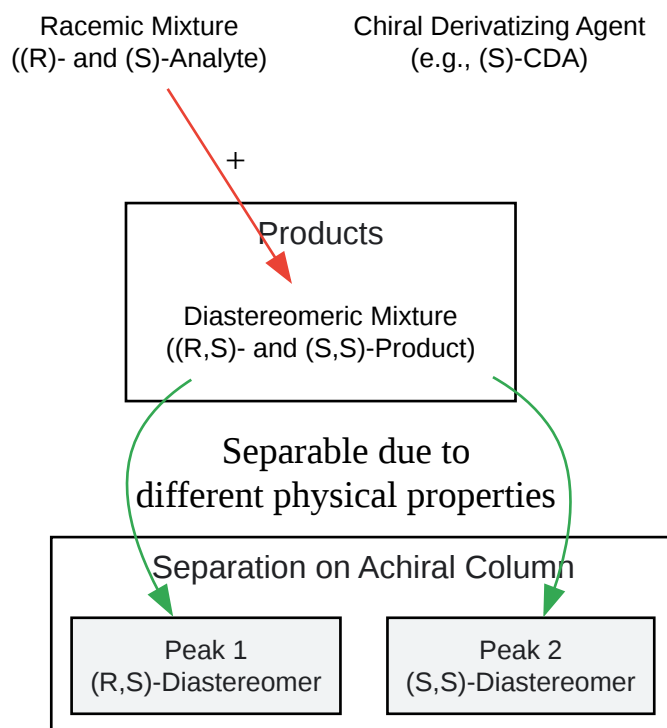 Racemic Mixture
((R)- and (S)-Analyte)
Chiral Derivatizing Agent
(e.g., (S)-CDA)
+
Products
Diastereomeric Mixture
((R,S)- and (S,S)-Product)
Separable due to
different physical properties
Separation on Achiral Column
Peak 1
(R,S)-Diastereomer
Peak 2
(S,S)-Diastereomer